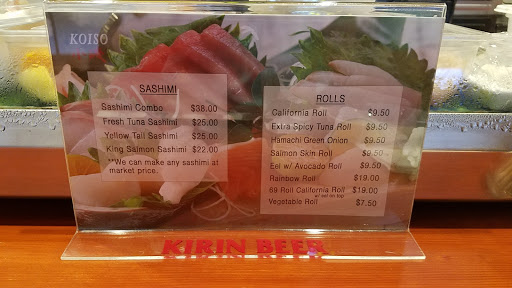 KOISO
SASHIMI
Sashimi Combo $38.00
Fresh Tuna Sashimi $25.00
Yellow Tail Sashimi $25.00
King Salmon Sashimi $22.00
**We can make any sashimi at
market price.
ROLLS
California Roll $9.50
Extra Spicy Tuna Roll $9.50
Hamachi Green Onion $9.50
Salmon Skin Roll $9.50
Eel w/ Avocado Roll $9.50
Rainbow Roll $19.00
69 Roll California Roll $19.00
w/ eel on top
Vegetable Roll $7.50
KIRIN BEER